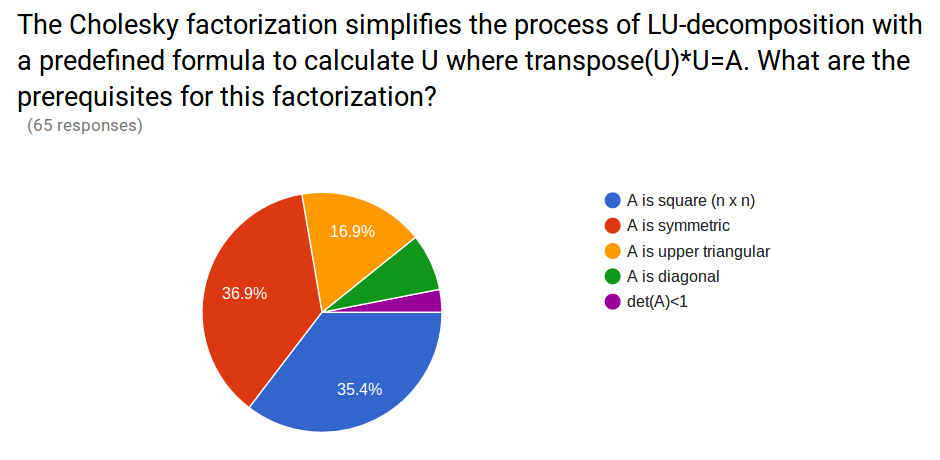 The Cholesky factorization simplifies the process of LU-decomposition with
a predefined formula to calculate U where transpose(U)*U=A. What are the
prerequisites for this factorization?
(65 responses)
A is square (n x n)
A is symmetric
A is upper triangular
A is diagonal
det(A)<1
16.9%
36.9%
35.4%